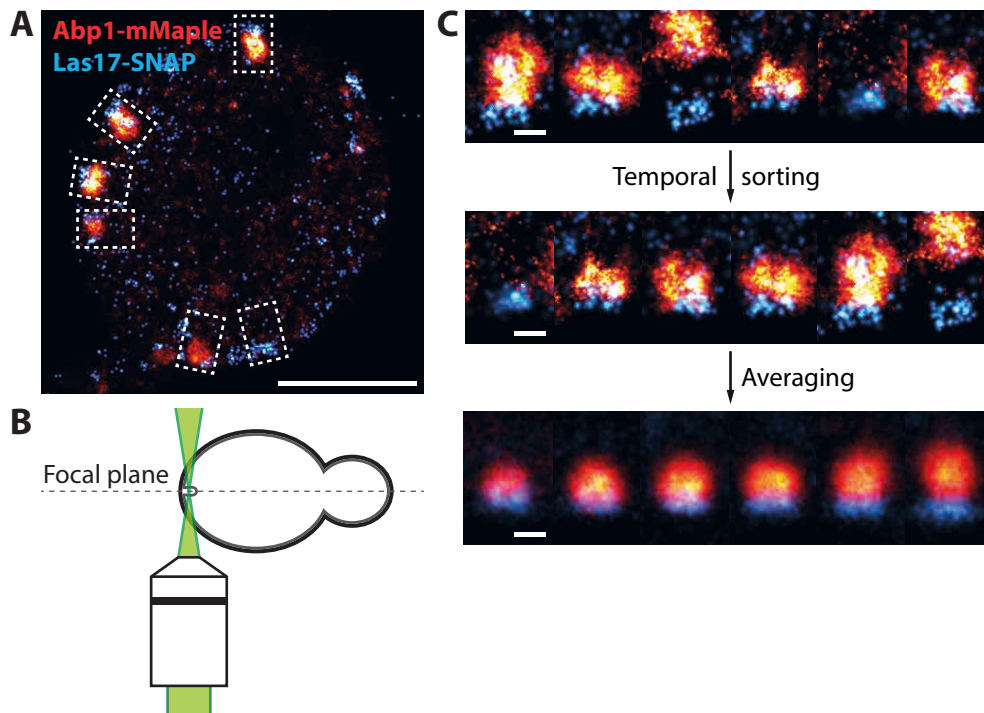 A
Abp1-mMaple
Las17-SNAP
B
Focal plane
C
Temporal sorting
Averaging